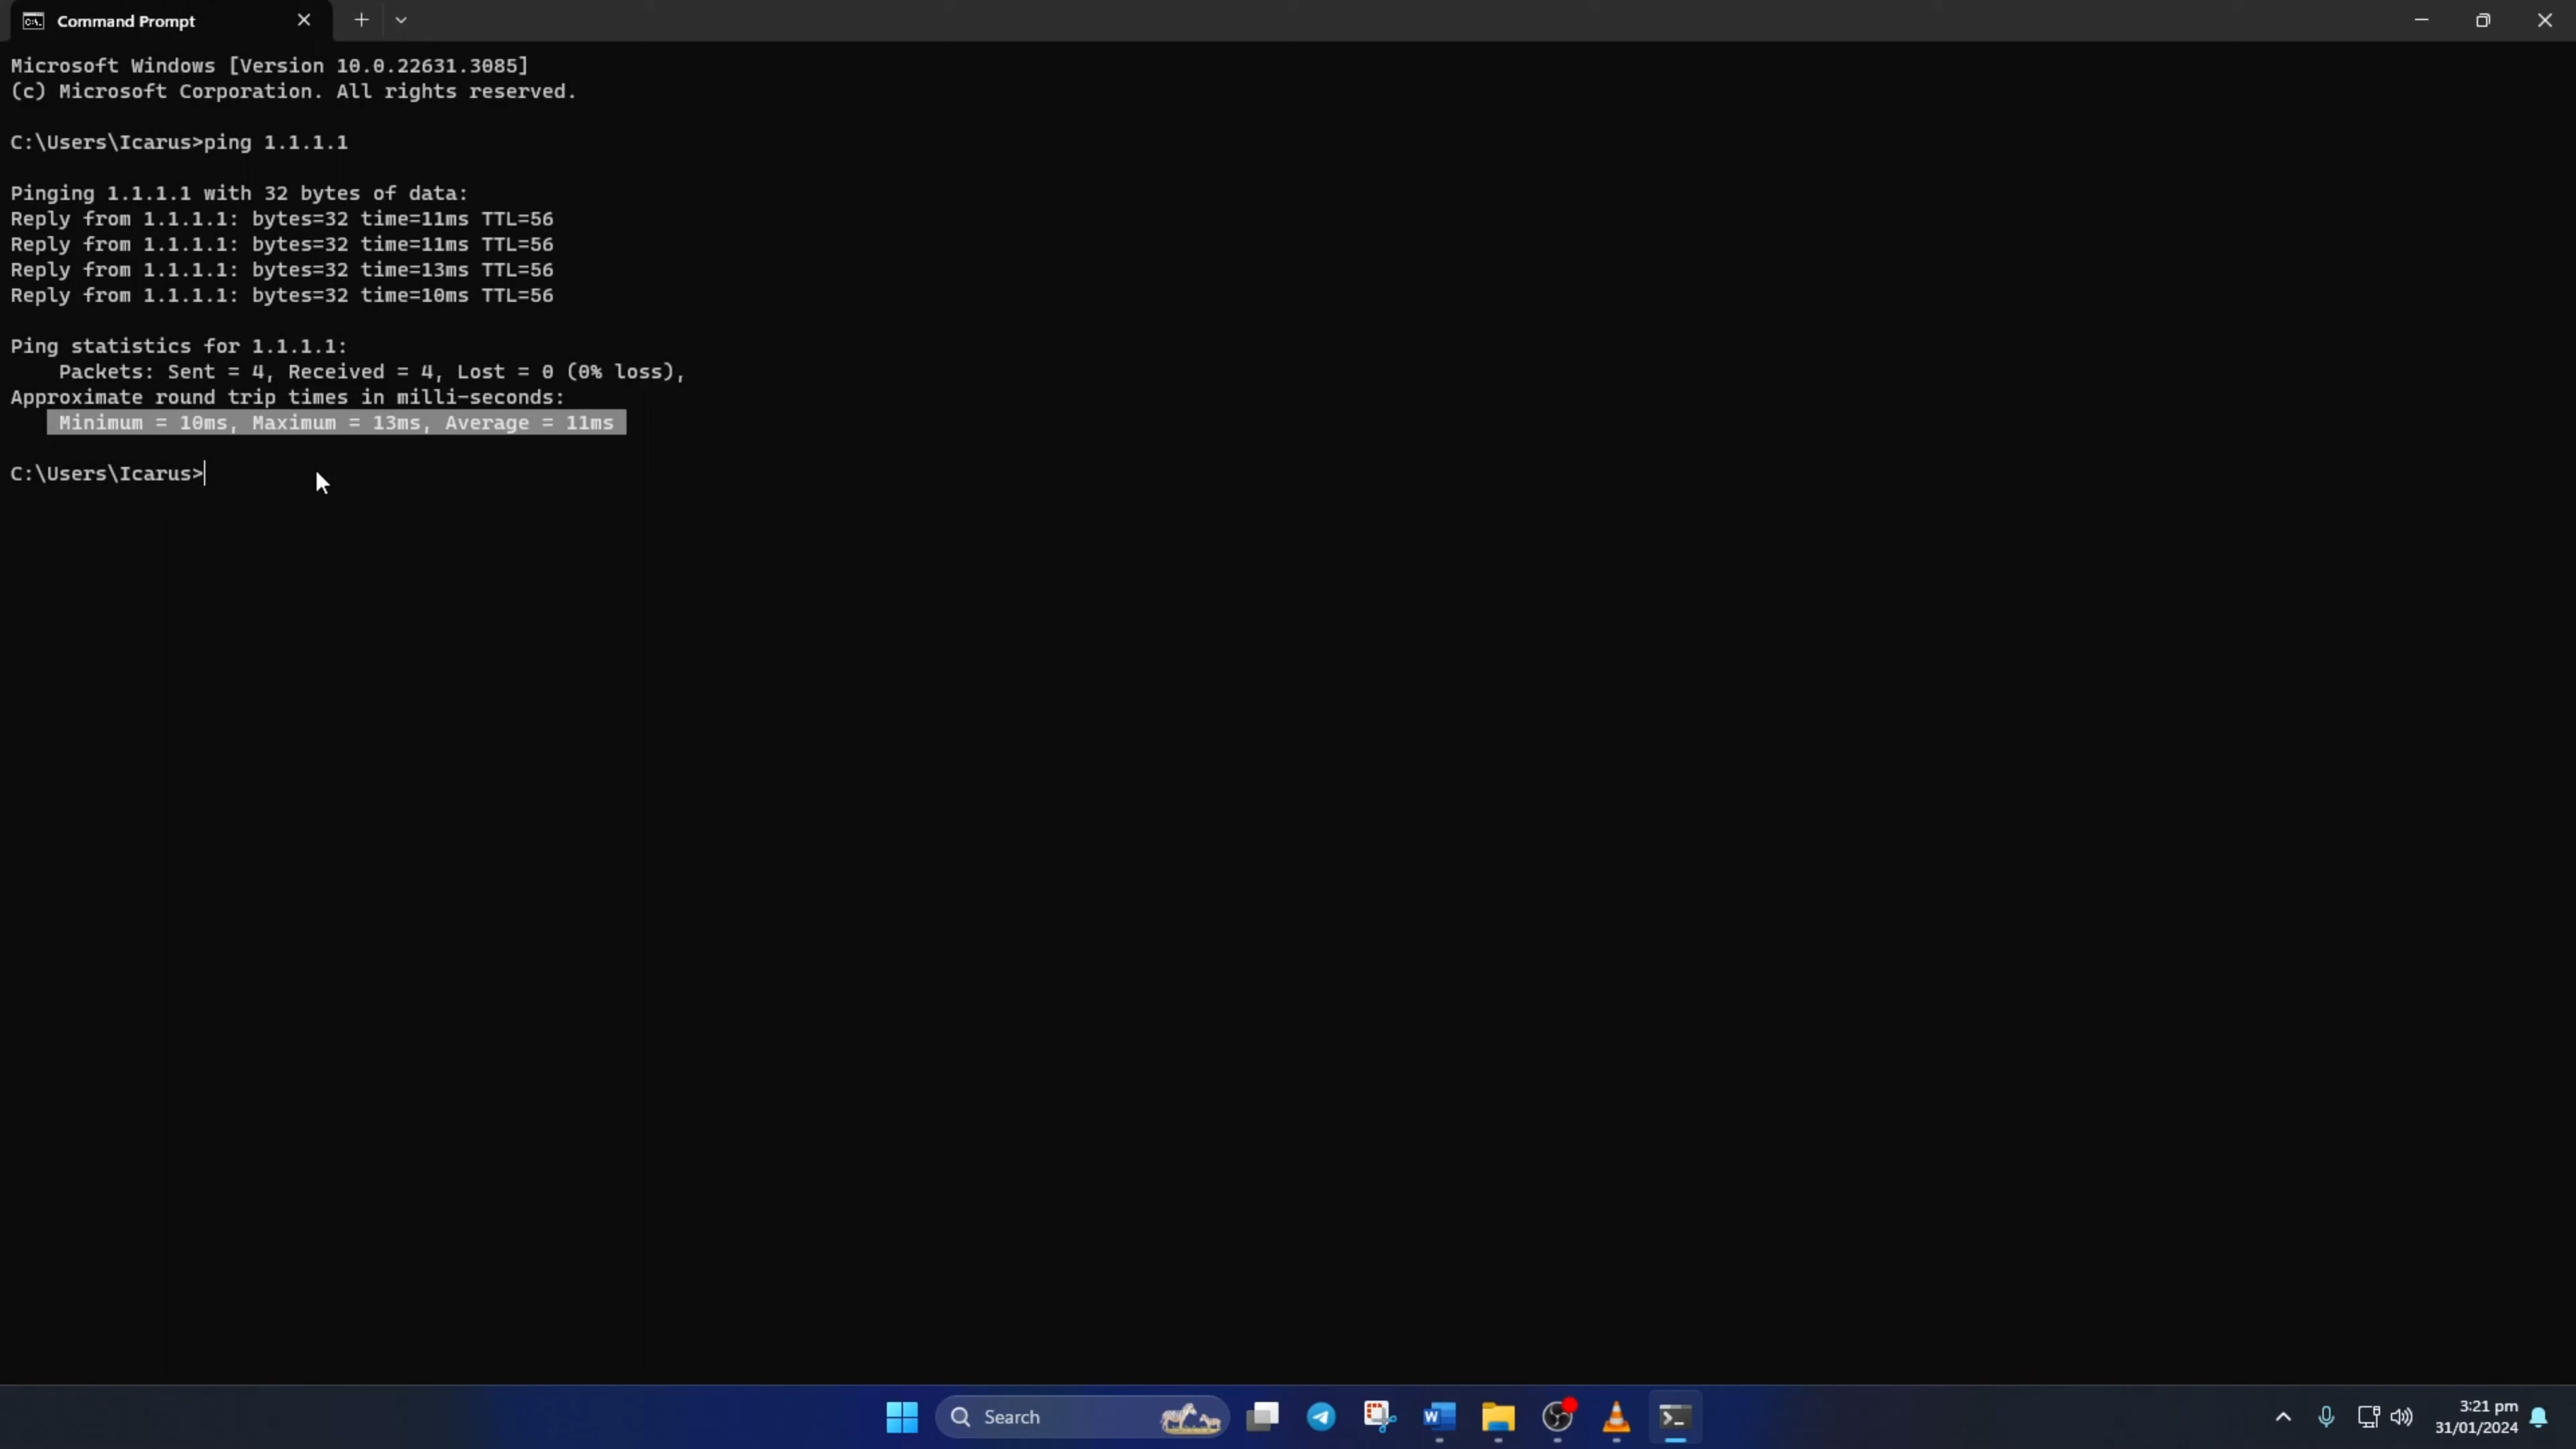 Command Prompt
Microsoft Windows [Version 10.0.22631.3085]
(c) Microsoft Corporation. All rights reserved.
C:\Users\Icarus>ping 1.1.1.1
Pinging 1.1.1.1 with 32 bytes of data:
Reply from 1.1.1.1: bytes=32 time=11ms TTL=56
Reply from 1.1.1.1: bytes=32 time=11ms TTL=56
Reply from 1.1.1.1: bytes=32 time=13ms TTL=56
Reply from 1.1.1.1: bytes=32 time=10ms TTL=56
Ping statistics for 1.1.1.1:
    Packets: Sent = 4, Received = 4, Lost = 0 (0% loss),
Approximate round trip times in milli-seconds:
    Minimum = 10ms, Maximum = 13ms, Average = 11ms
C:\Users\Icarus>
Search
3:21 pm
31/01/2024